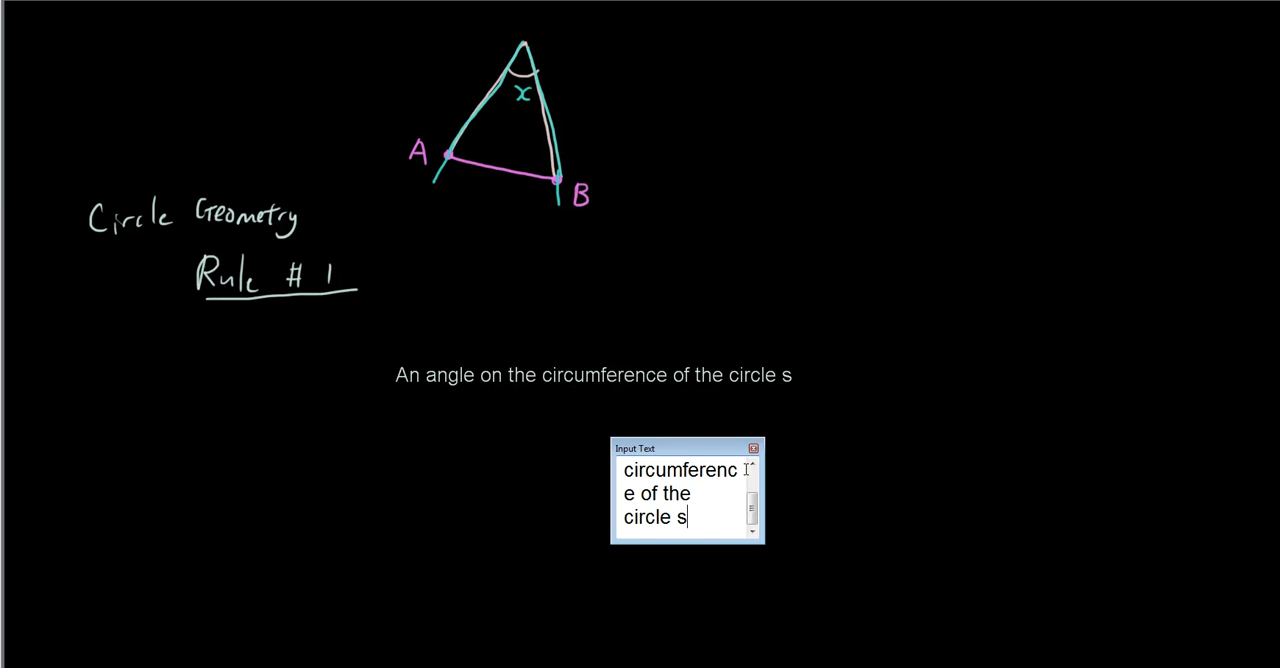 x
A
B
Circle Geometry
Rule # 1
An angle on the circumference of the circle s
Input Text
circumferenc
e of the
circle s